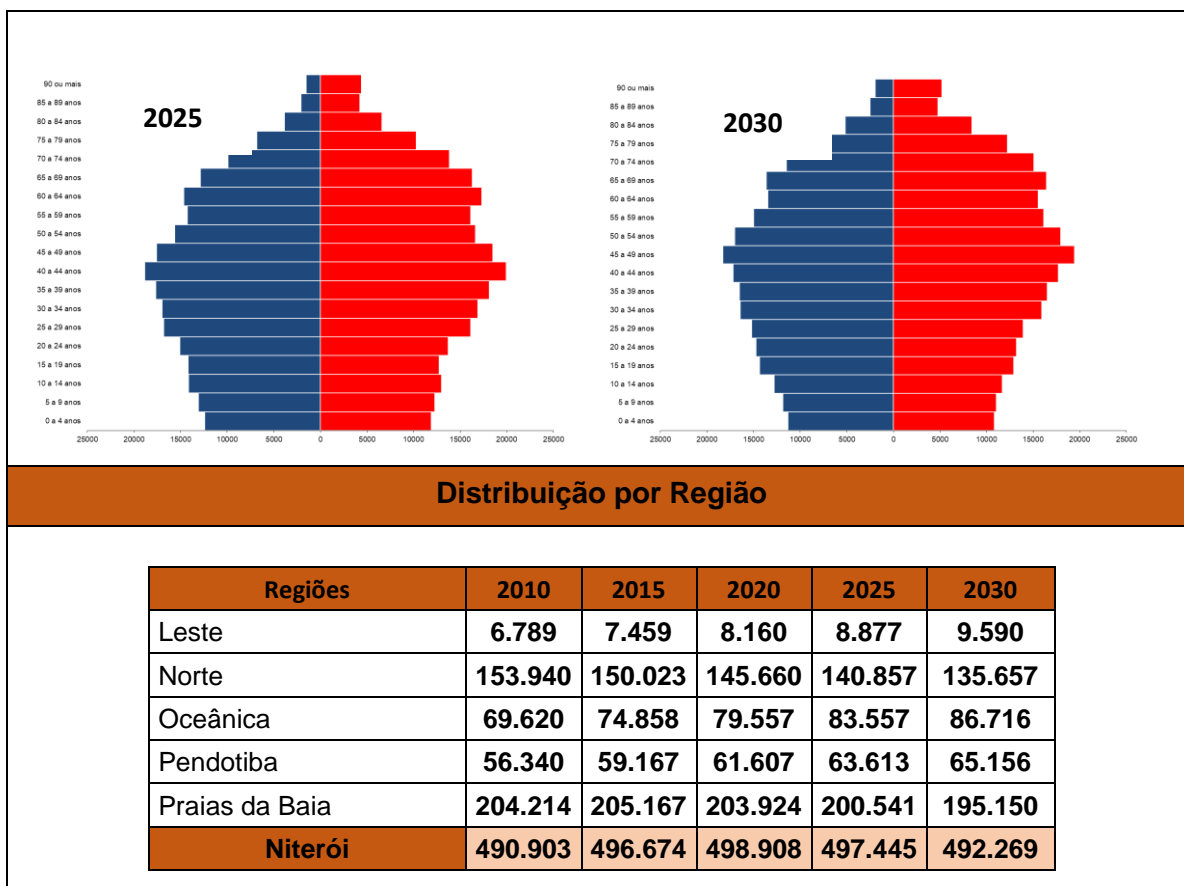 2025
90 ou mais
85 a 89 anos
80 a 84 anos
75 a 79 anos
70 a 74 anos
65 a 69 anos
60 a 64 anos
55 a 59 anos
50 a 54 anos
45 a 49 anos
40 a 44 anos
35 a 39 anos
30 a 34 anos
25 a 29 anos
20 a 24 anos
15 a 19 anos
10 a 14 anos
5 a 9 anos
0 a 4 anos
25000 20000 15000 10000 5000 0 5000 10000 15000 20000 25000
2030
90 ou mais
85 a 89 anos
80 a 84 anos
75 a 79 anos
70 a 74 anos
65 a 69 anos
60 a 64 anos
55 a 59 anos
50 a 54 anos
45 a 49 anos
40 a 44 anos
35 a 39 anos
30 a 34 anos
25 a 29 anos
20 a 24 anos
15 a 19 anos
10 a 14 anos
5 a 9 anos
0 a 4 anos
25000 20000 15000 10000 5000 0 5000 10000 15000 20000 25000
Distribuição por Região
Regiões 2010 2015 2020 2025 2030
Leste 6.789 7.459 8.160 8.877 9.590
Norte 153.940 150.023 145.660 140.857 135.657
Oceânica 69.620 74.858 79.557 83.557 86.716
Pendotiba 56.340 59.167 61.607 63.613 65.156
Praias da Baia 204.214 205.167 203.924 200.541 195.150
Niterói 490.903 496.674 498.908 497.445 492.269